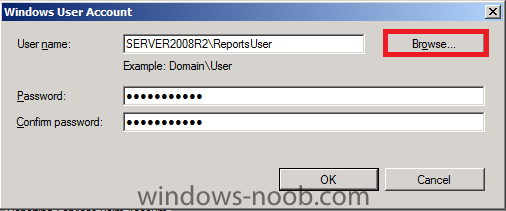 Windows User Account
User name: SERVER2008R2\ReportsUser Browse...
Example: Domain\User
Password: ●●●●●●●●●●●
Confirm password: ●●●●●●●●●●●
OK Cancel
windows-noob.com